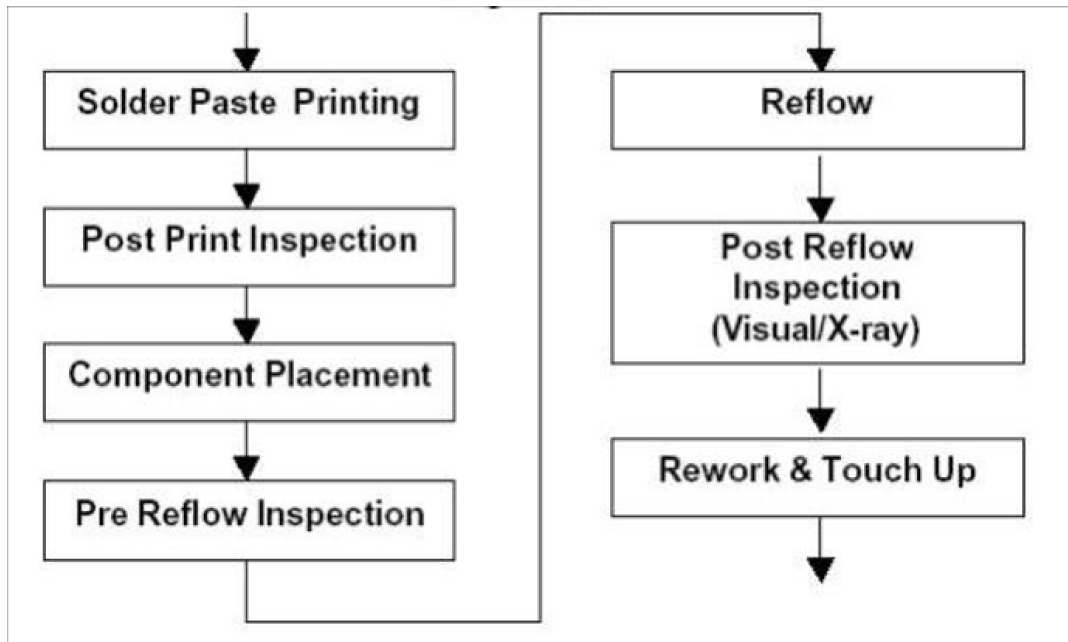 Solder Paste Printing
Post Print Inspection
Component Placement
Pre Reflow Inspection
Reflow
Post Reflow
Inspection
(Visual/X-ray)
Rework & Touch Up